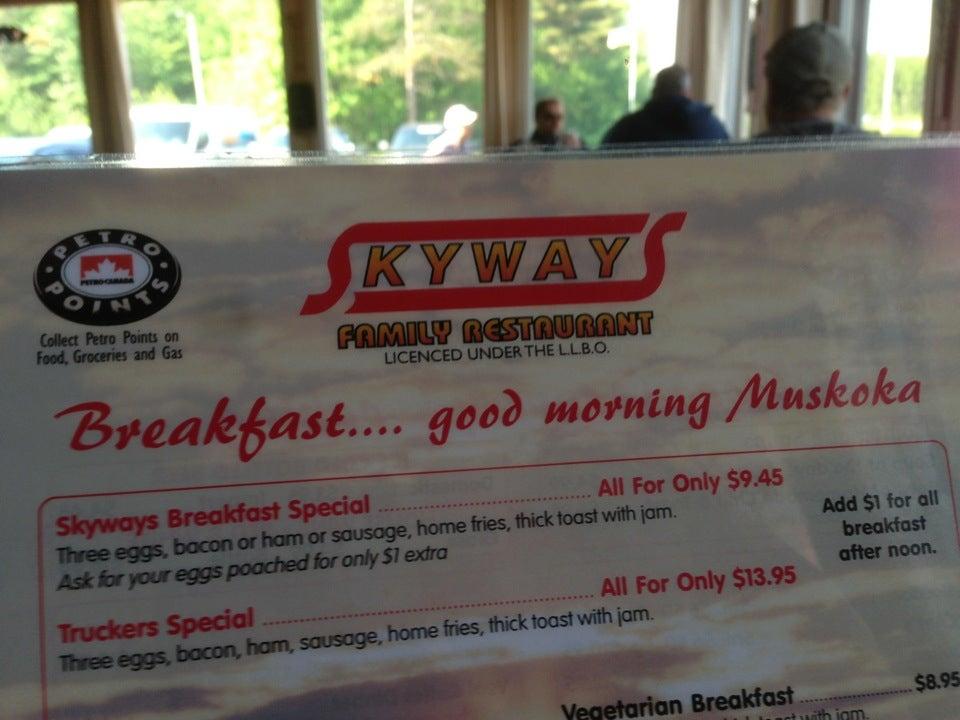 PETRO
PETRO-CANADA
POINTS
Collect Petro Points on
Food, Groceries and Gas
SKYWAYS
FAMILY RESTAURANT
LICENCED UNDER THE L.L.B.O.
Breakfast.... good morning Muskoka
Skyways Breakfast Special ........ All For Only $9.45
Three eggs, bacon or ham or sausage, home fries, thick toast with jam.
Ask for your eggs poached for only $1 extra
Add $1 for all
breakfast
after noon.
Truckers Special ........ All For Only $13.95
Three eggs, bacon, ham, sausage, home fries, thick toast with jam.
Vegetarian Breakfast ........ $8.95
toast with jam.